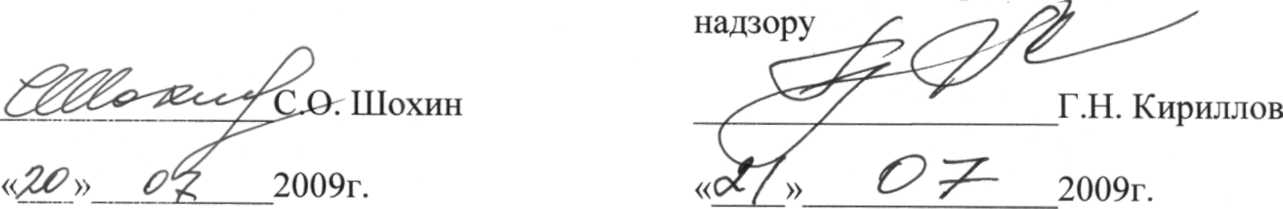 надзору
С.О. Шохин
Г.Н. Кириллов
«20» 07 2009г.
«21» 07 2009г.